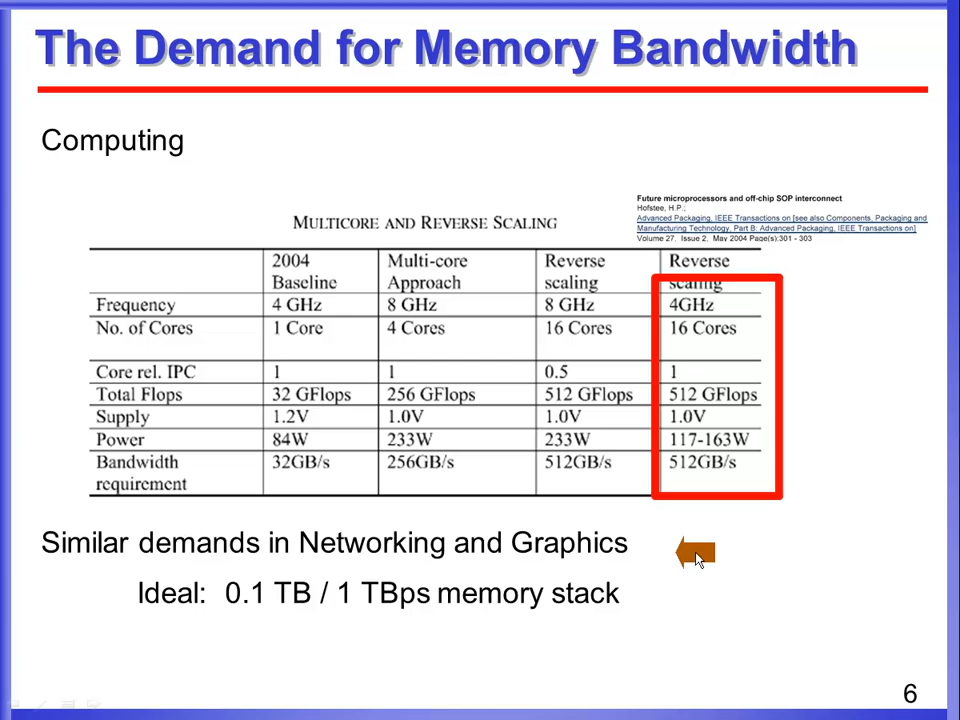 The Demand for Memory Bandwidth
Computing
Future microprocessors and off-chip SOP interconnect
Hofstee, H.P.;
Advanced Packaging, IEEE Transactions on [see also Components, Packaging and
Manufacturing Technology, Part B: Advanced Packaging, IEEE Transactions on]
Volume 27, Issue 2, May 2004 Page(s):301 - 303
MULTICORE AND REVERSE SCALING
2004 Multi-core Reverse Reverse
Baseline Approach scaling scaling
Frequency 4 GHz 8 GHz 8 GHz 4GHz
No. of Cores 1 Core 4 Cores 16 Cores 16 Cores
Core rel. IPC 1 1 0.5 1
Total Flops 32 GFlops 256 GFlops 512 GFlops 512 GFlops
Supply 1.2V 1.0V 1.0V 1.0V
Power 84W 233W 233W 117-163W
Bandwidth 32GB/s 256GB/s 512GB/s 512GB/s
requirement
Similar demands in Networking and Graphics
Ideal: 0.1 TB / 1 TBps memory stack
6